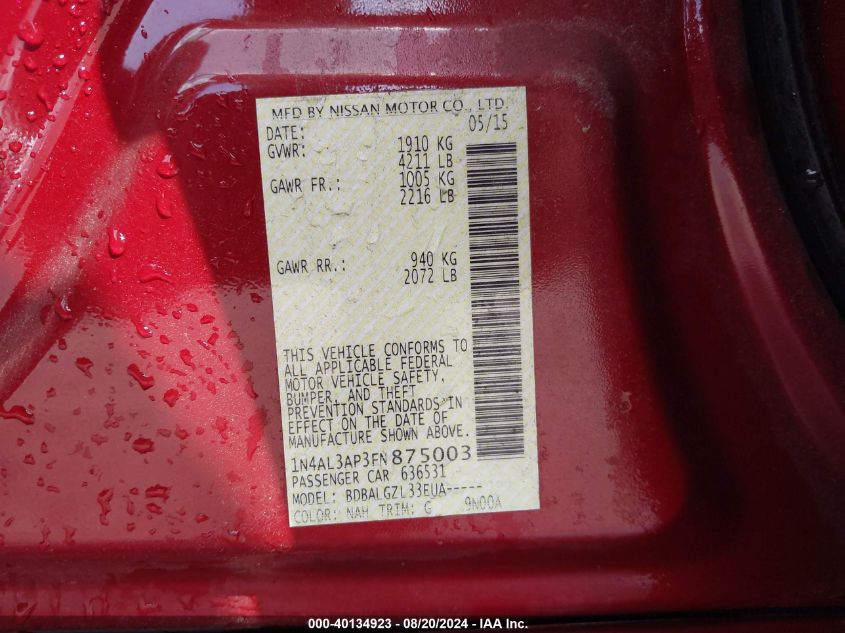 MFD BY NISSAN MOTOR CO., LTD.
DATE: 05/15
GVWR: 1910 KG
4211 LB
GAWR FR.: 1005 KG
2216 LB
GAWR RR.: 940 KG
2072 LB
THIS VEHICLE CONFORMS TO
ALL APPLICABLE FEDERAL
MOTOR VEHICLE SAFETY,
BUMPER, AND THEFT
PREVENTION STANDARDS IN
EFFECT ON THE DATE OF
MANUFACTURE SHOWN ABOVE.
1N4AL3AP3FN875003
PASSENGER CAR 636531
MODEL: BDBALGZL33EUA-----
COLOR: NAH TRIM: G 9N00A
000-40134923 - 08/20/2024 - IAA Inc.